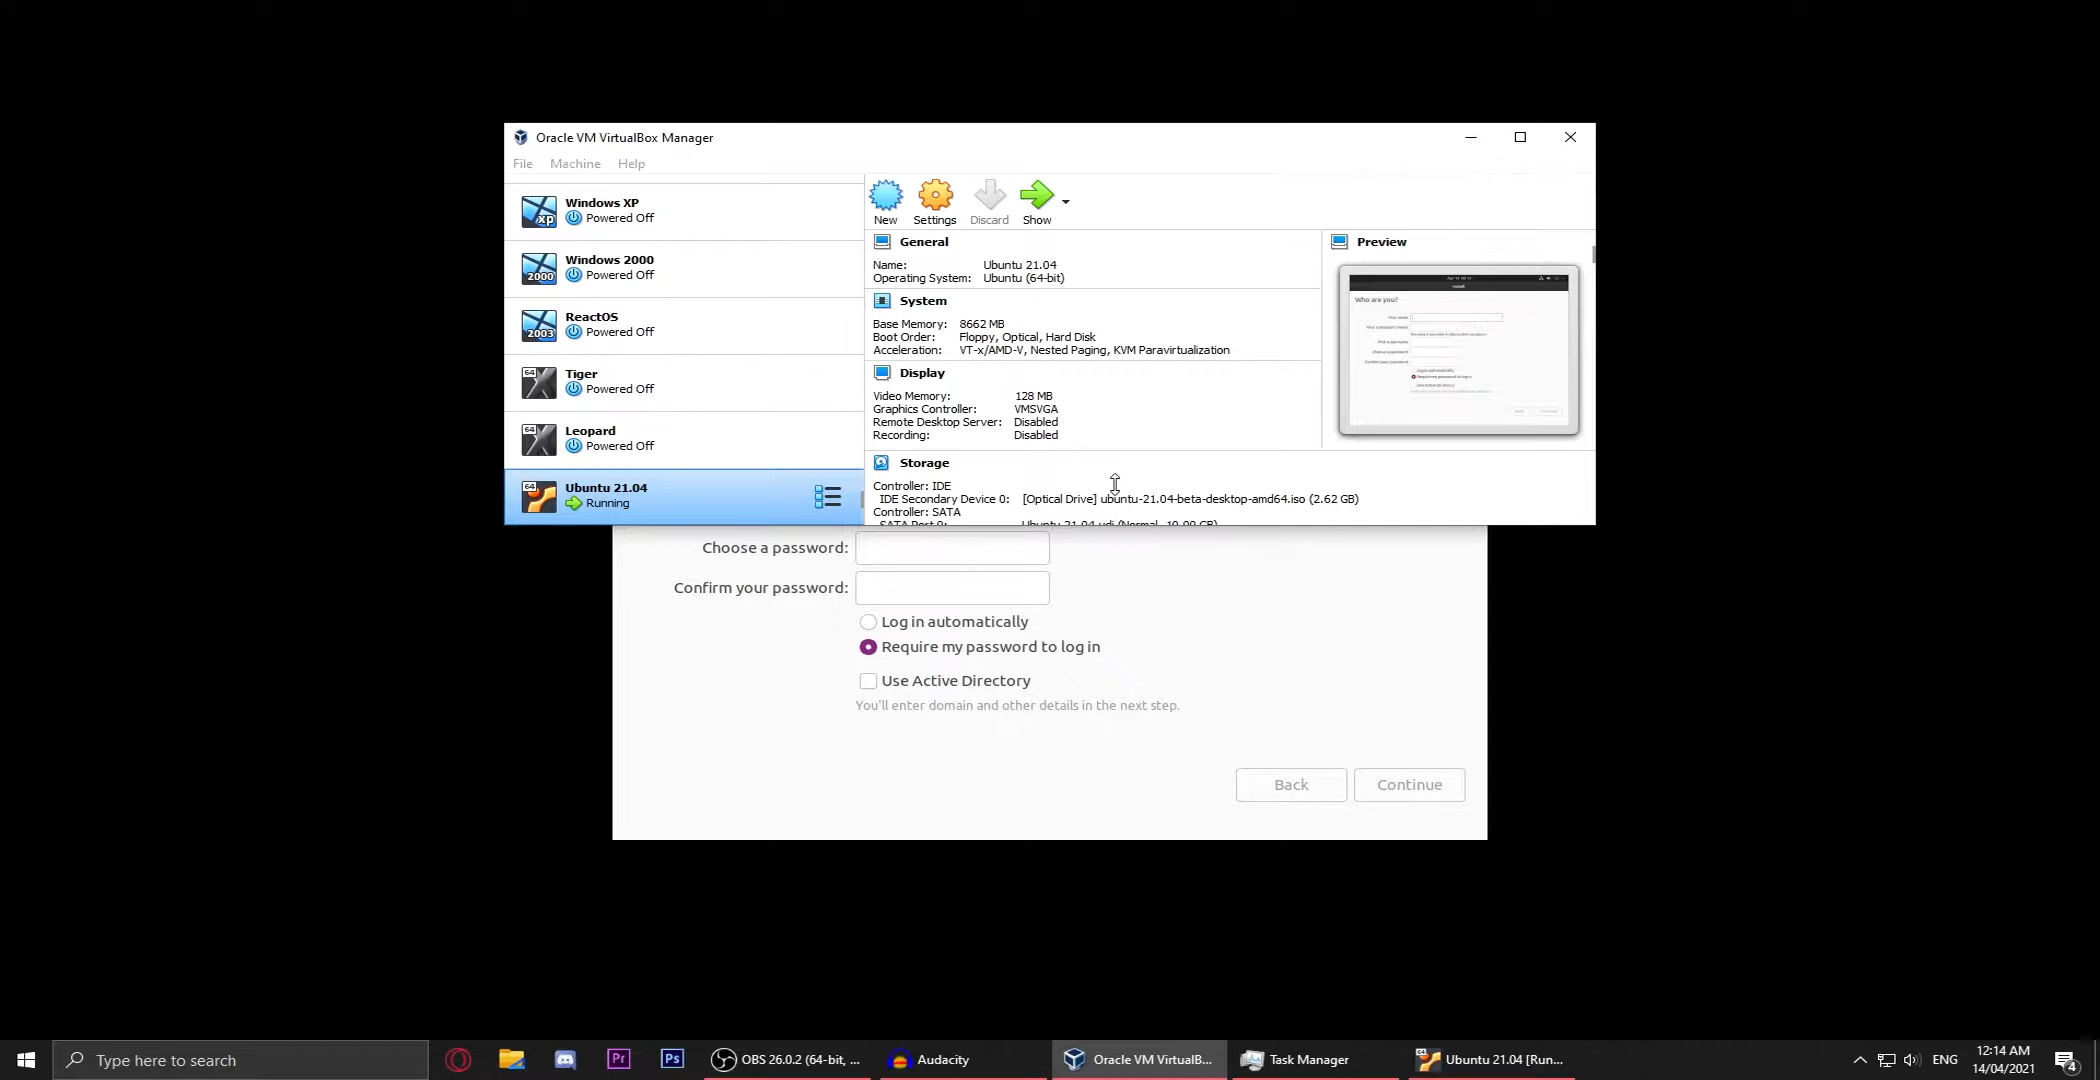 Oracle VM VirtualBox Manager
File Machine Help
Windows XP
Powered Off
Windows 2000
Powered Off
ReactOS
Powered Off
Tiger
Powered Off
Leopard
Powered Off
Ubuntu 21.04
Running
New Settings Discard Show
General
Name: Ubuntu 21.04
Operating System: Ubuntu (64-bit)
System
Base Memory: 8662 MB
Boot Order: Floppy, Optical, Hard Disk
Acceleration: VT-x/AMD-V, Nested Paging, KVM Paravirtualization
Display
Video Memory: 128 MB
Graphics Controller: VMSVGA
Remote Desktop Server: Disabled
Recording: Disabled
Storage
Controller: IDE
IDE Secondary Device 0: [Optical Drive] ubuntu-21.04-beta-desktop-amd64.iso (2.62 GB)
Controller: SATA
SATA Port 0: Ubuntu 21.04.vdi (Normal,
Preview
Who are you?
Choose a password:
Confirm your password:
Log in automatically
Require my password to log in
Use Active Directory
You'll enter domain and other details in the next step.
Back Continue
Type here to search
OBS 26.0.2 (64-bit, ...
Audacity
Oracle VM VirtualB...
Task Manager
Ubuntu 21.04 [Run...
ENG
12:14 AM
14/04/2021
4